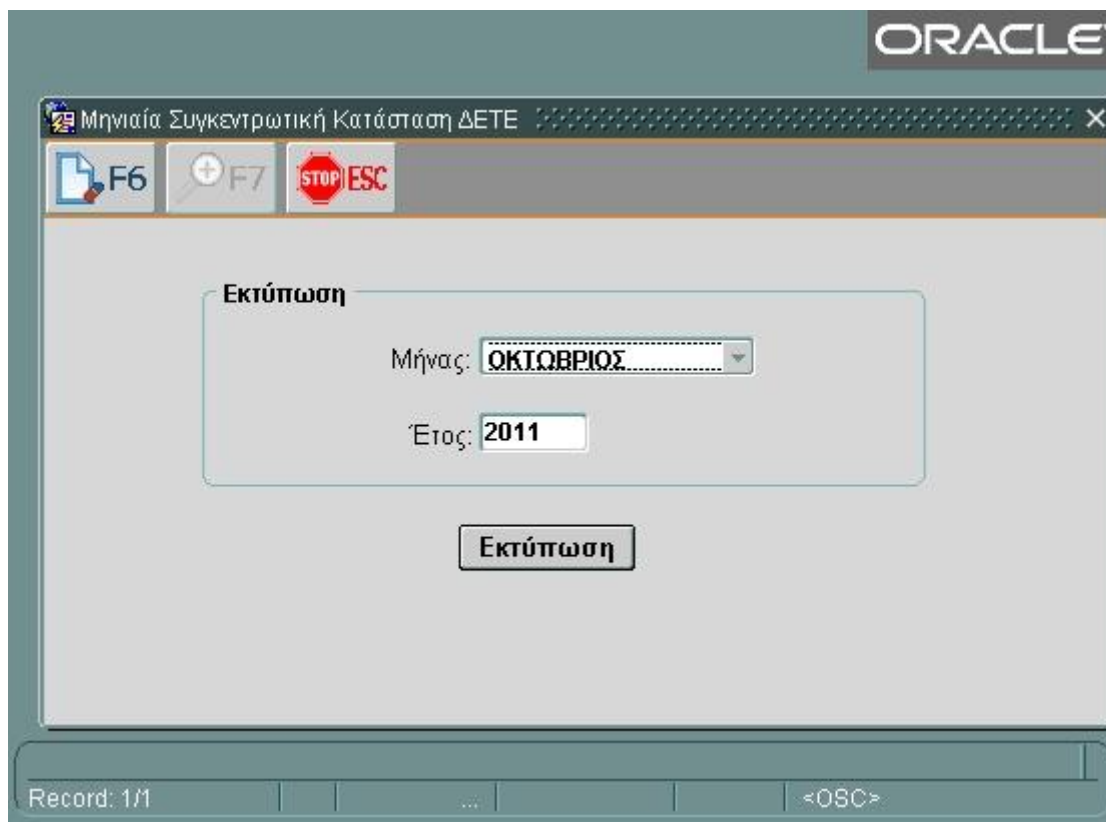 ORACLE
Μηνιαία Συγκεντρωτική Κατάσταση ΔΕΤΕ
F6 F7 STOP ESC
Εκτύπωση
Μήνας: ΟΚΤΩΒΡΙΟΣ
Έτος: 2011
Εκτύπωση
Record: 1/1 ... <OSC>